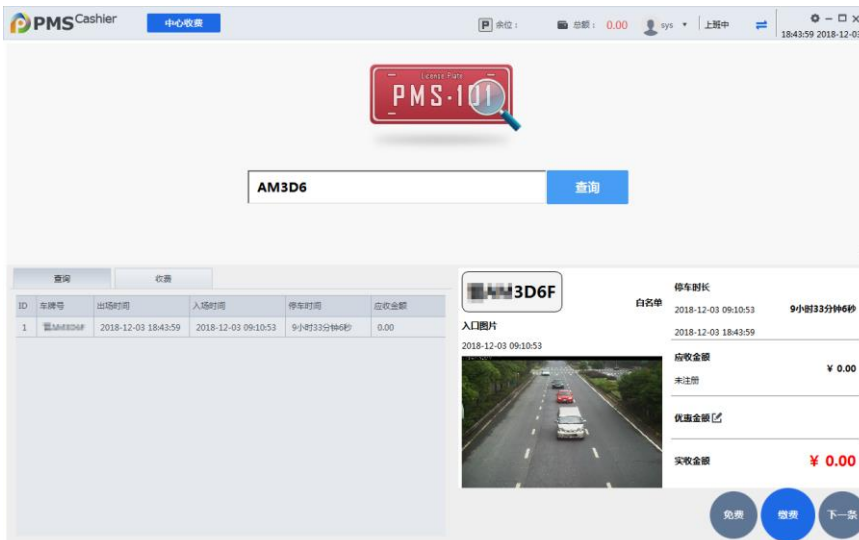 PMS Cashier 中心收费 P 余位： 总额： 0.00 sys 上班中
18:43:59 2018-12-03
License Plate
PMS·101
AM3D6 查询
查询 收费
ID 车牌号 出场时间 入场时间 停车时间 应收金额
1 2018-12-03 18:43:59 2018-12-03 09:10:53 9小时33分钟6秒 0.00
3D6F 白名单
入口图片
2018-12-03 09:10:53
停车时长
2018-12-03 09:10:53 9小时33分钟6秒
2018-12-03 18:43:59
应收金额
¥ 0.00
未注册
优惠金额
实收金额 ¥ 0.00
免费 缴费 下一条